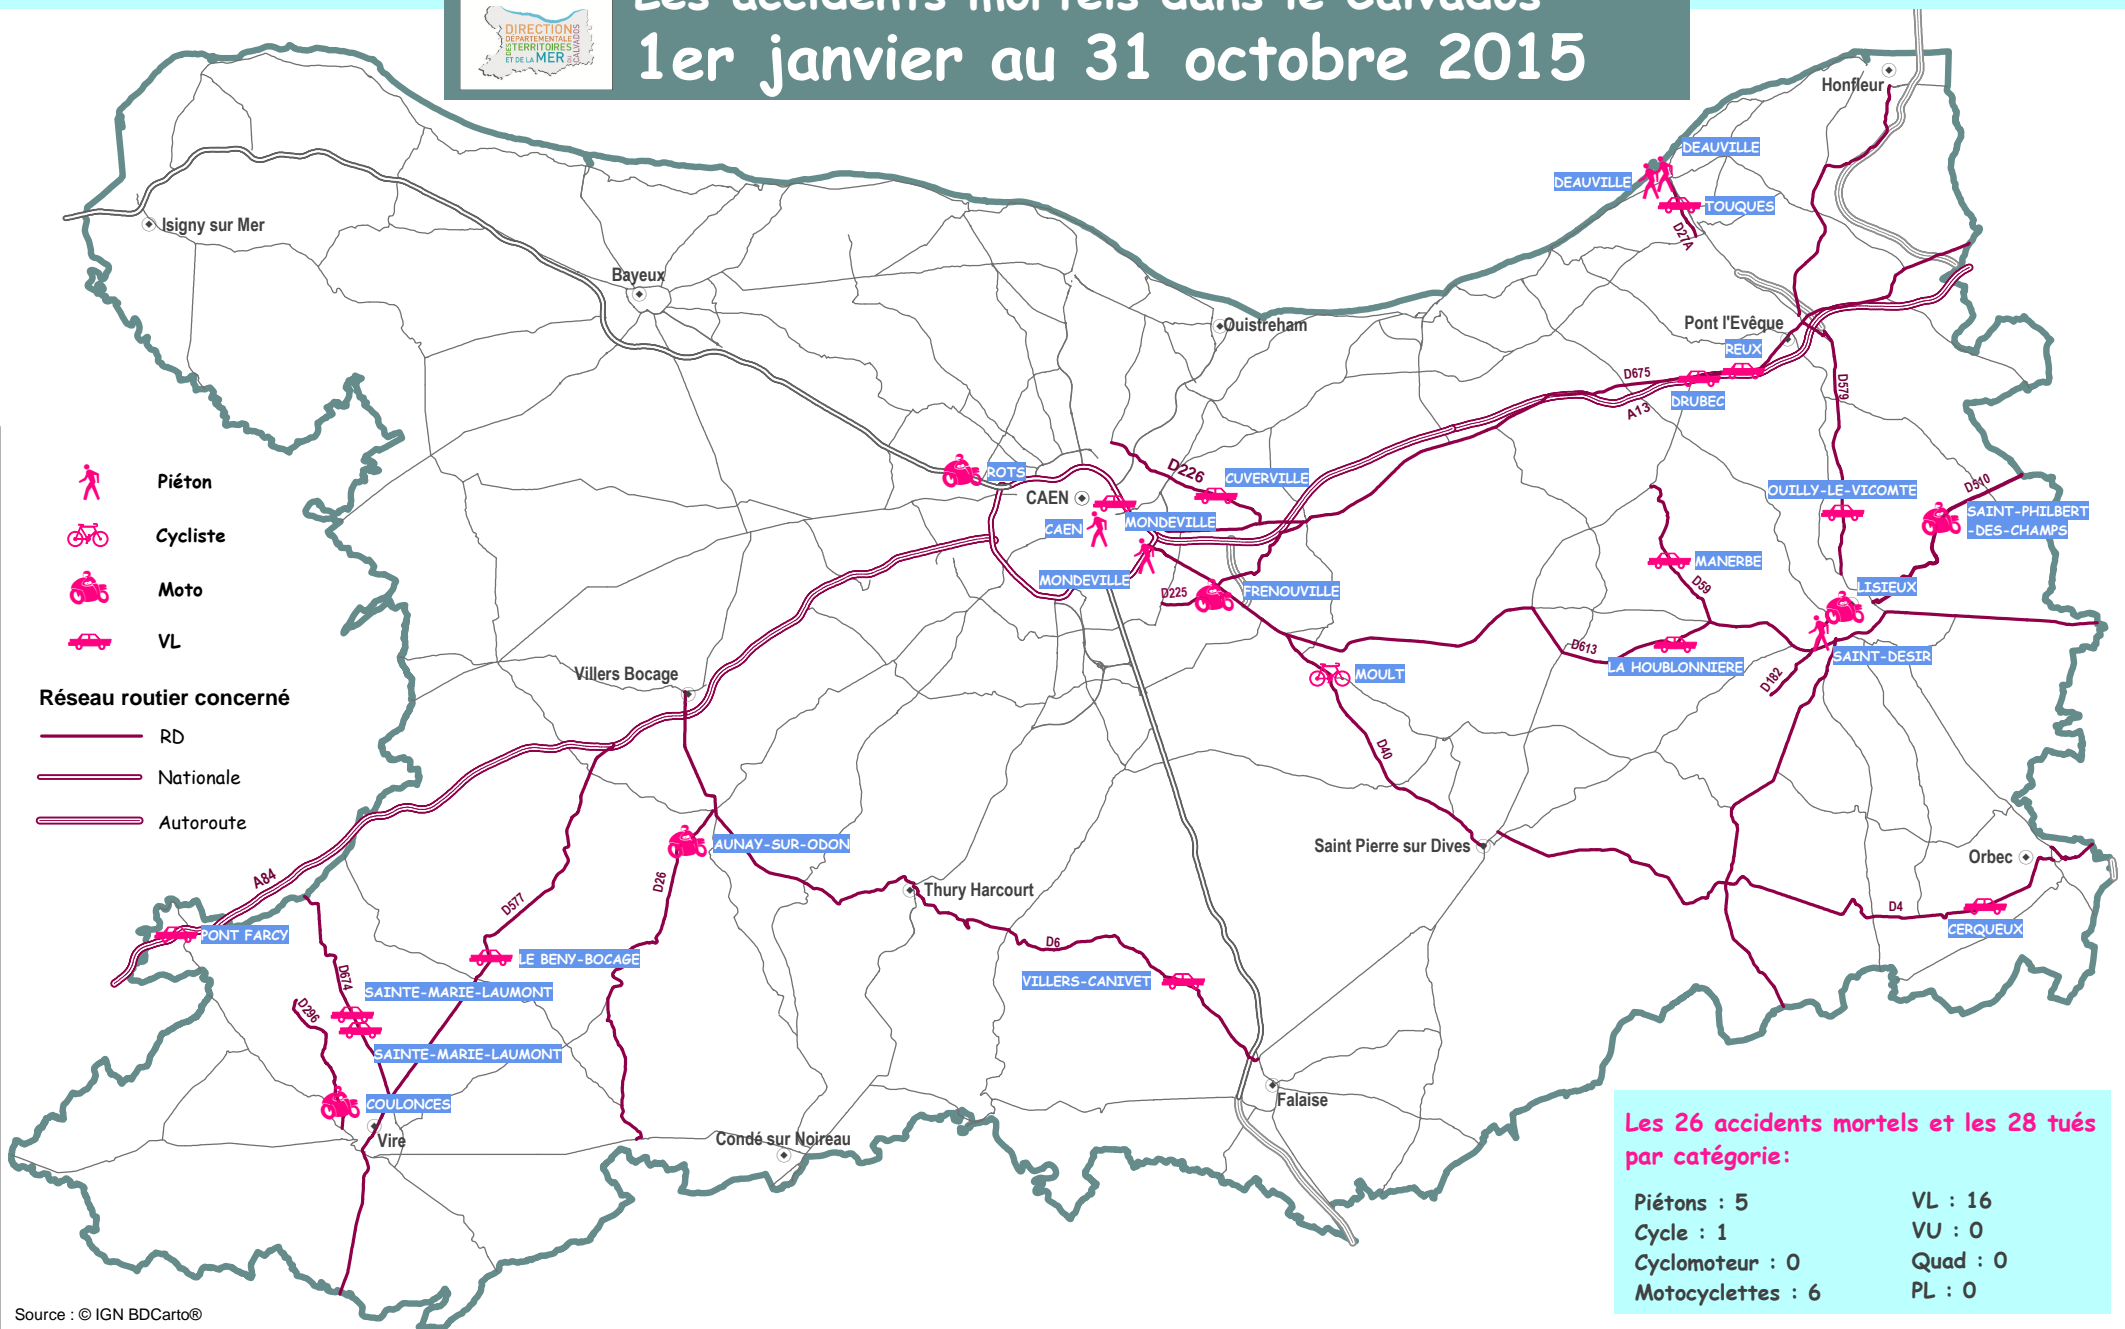 Les accidents mortels dans le Calvados
1er janvier au 31 octobre 2015
DIRECTION
DÉPARTEMENTALE
DES TERRITOIRES
ET DE LA MER
DU CALVADOS
Honfleur
DEAUVILLE
DEAUVILLE
TOUQUES
D27A
Isigny sur Mer
Bayeux
Ouistreham
Pont l'Evêque
REUX
D675
DRUBEC
A13
D579
Piéton
Cycliste
Moto
VL
Réseau routier concerné
RD
Nationale
Autoroute
ROTS
CAEN
D226
CUVERVILLE
CAEN
MONDEVILLE
MONDEVILLE
D225
FRENOUVILLE
OUILLY-LE-VICOMTE
D510
SAINT-PHILBERT
-DES-CHAMPS
MANERBE
D59
LISIEUX
D613
LA HOUBLONNIERE
SAINT-DESIR
D182
MOULT
D40
Villers Bocage
AUNAY-SUR-ODON
D26
Saint Pierre sur Dives
Orbec
D4
CERQUEUX
A84
D577
Thury Harcourt
D6
PONT FARCY
LE BENY-BOCAGE
VILLERS-CANIVET
D674
SAINTE-MARIE-LAUMONT
D296
SAINTE-MARIE-LAUMONT
COULONCES
Vire
Condé sur Noireau
Falaise
Les 26 accidents mortels et les 28 tués
par catégorie:
Piétons : 5
Cycle : 1
Cyclomoteur : 0
Motocyclettes : 6
VL : 16
VU : 0
Quad : 0
PL : 0
Source : © IGN BDCarto®